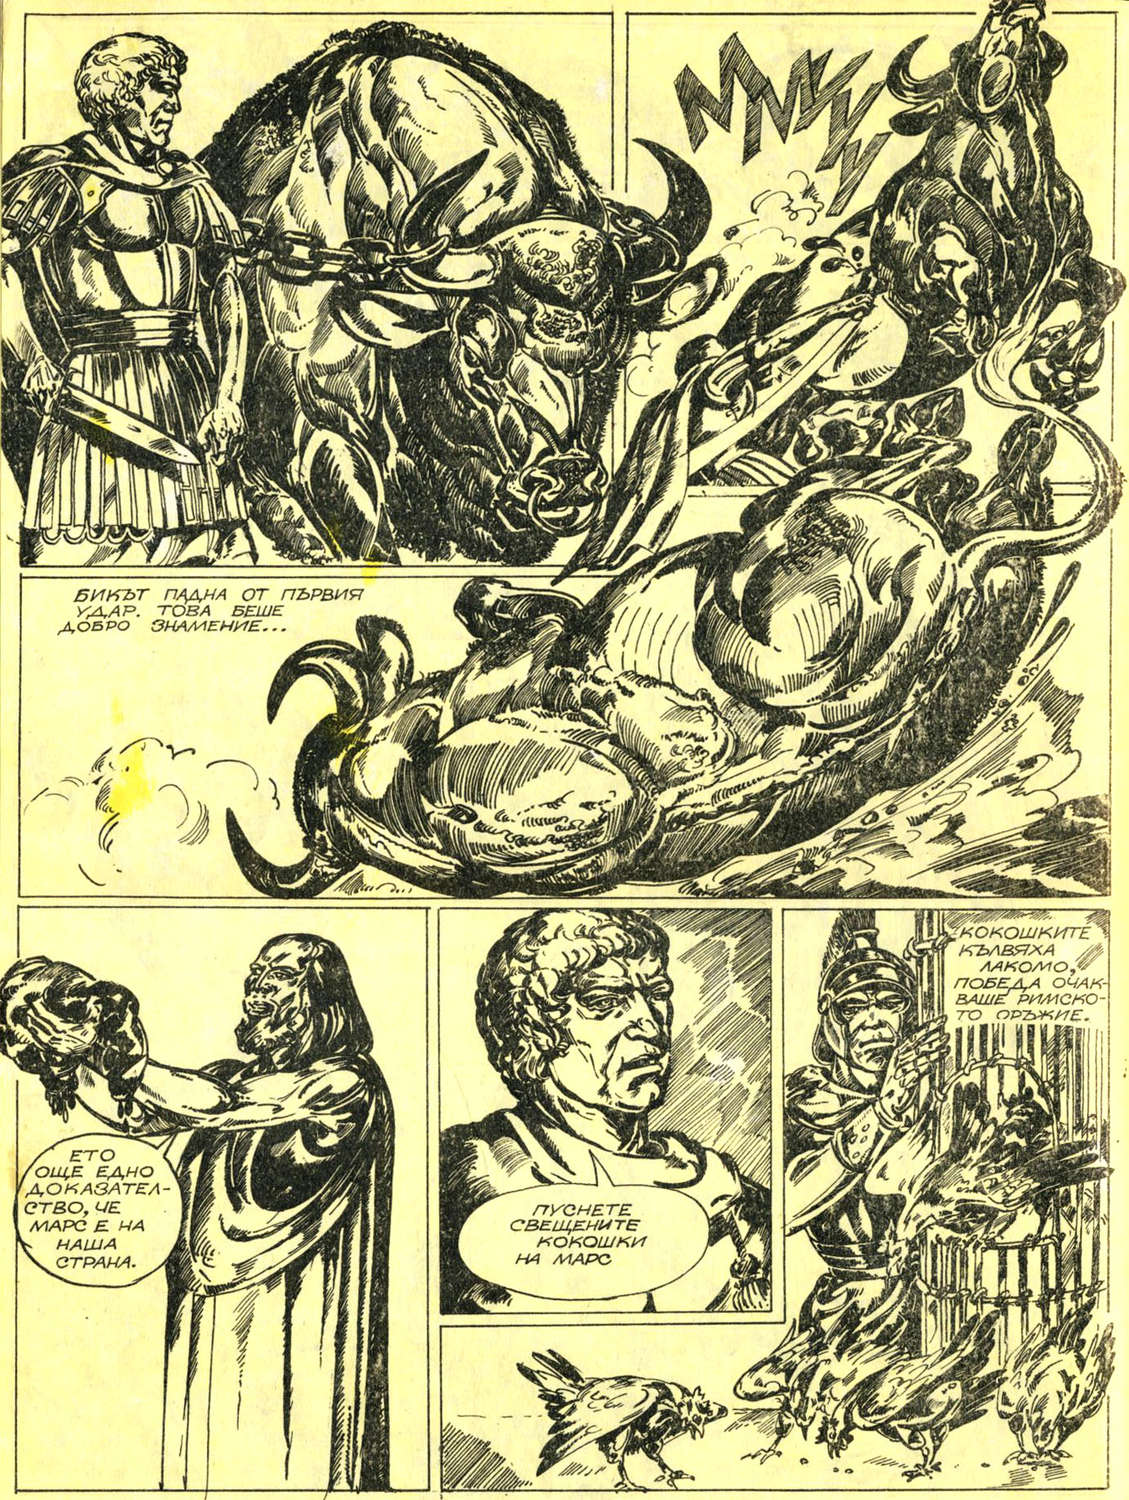 МММУУУ
БИКЪТ ПАДНА ОТ ПЪРВИЯ
УДАР. ТОВА БЕШЕ
ДОБРО ЗНАМЕНИЕ...
ЕТО
ОЩЕ ЕДНО
ДОКАЗАТЕЛ-
СТВО, ЧЕ
МАРС Е НА
НАША
СТРАНА.
ПУСНЕТЕ
СВЕЩЕНИТЕ
КОКОШКИ
НА МАРС
КОКОШКИТЕ
КЪЛВЯХА
ЛАКОМО,
ПОБЕДА ОЧАК-
ВАШЕ РИМСКО-
ТО ОРЪЖИЕ.